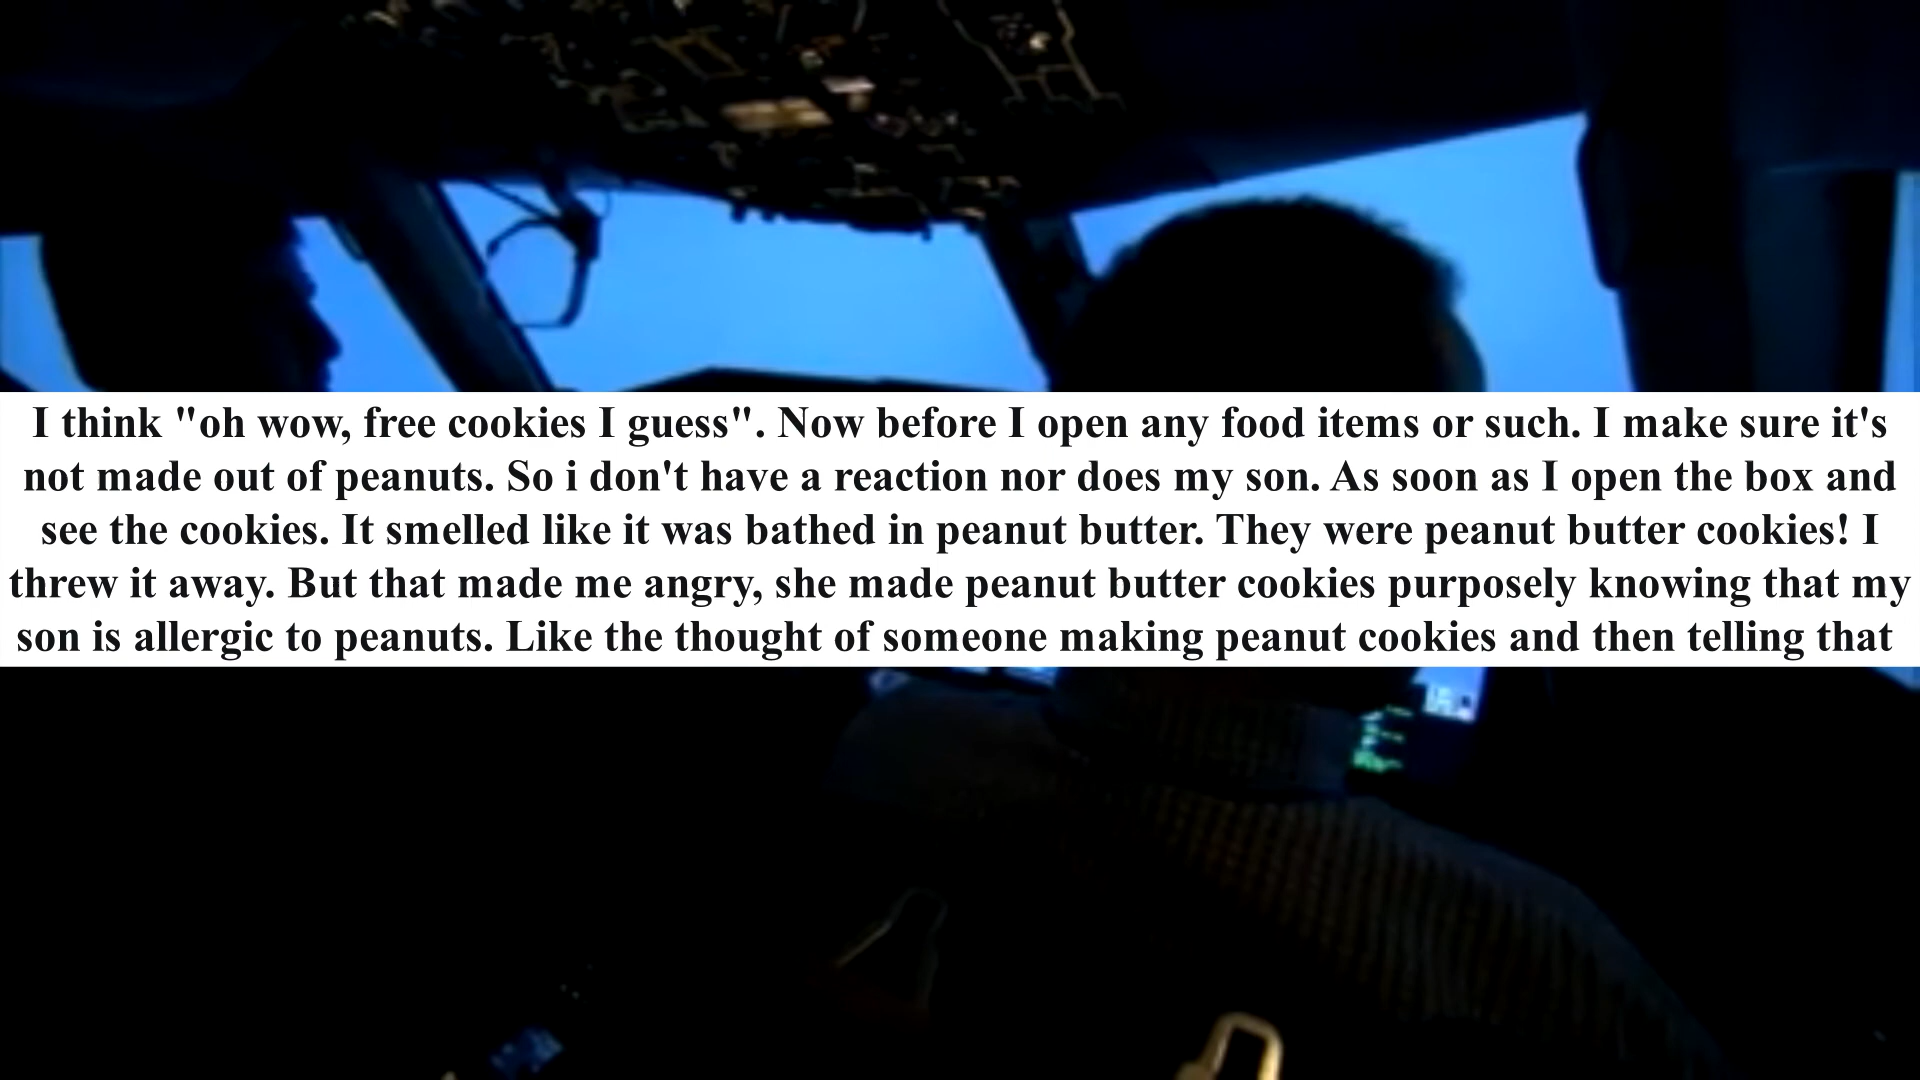 I think "oh wow, free cookies I guess". Now before I open any food items or such. I make sure it's
not made out of peanuts. So i don't have a reaction nor does my son. As soon as I open the box and
see the cookies. It smelled like it was bathed in peanut butter. They were peanut butter cookies! I
threw it away. But that made me angry, she made peanut butter cookies purposely knowing that my
son is allergic to peanuts. Like the thought of someone making peanut cookies and then telling that